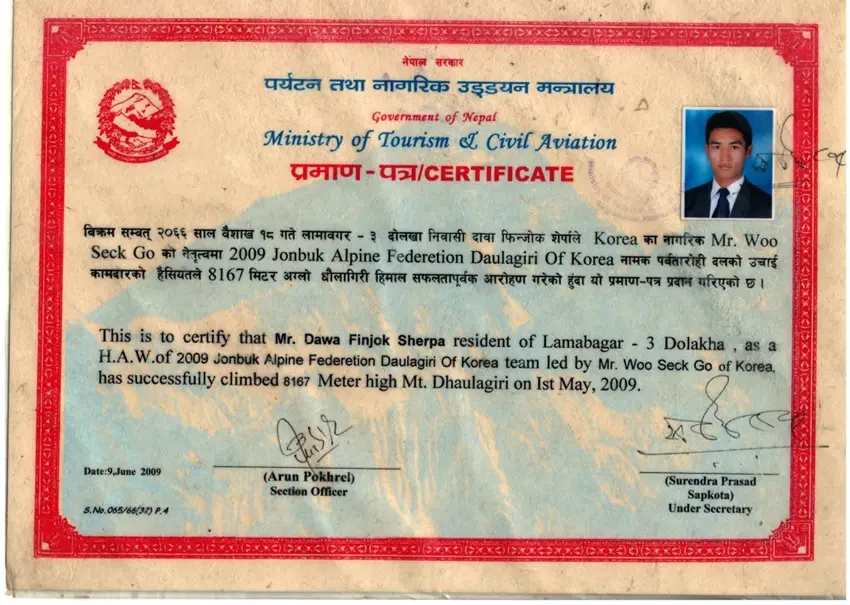 नेपाल सरकार
पर्यटन तथा नागरिक उड्डयन मन्त्रालय
Government of Nepal
Ministry of Tourism & Civil Aviation
प्रमाण - पत्र/CERTIFICATE
बिक्रम सम्बत् २०६६ साल बैशाख १८ गते लामावगर - ३ दोलखा निवासी दावा फिन्जोक शेर्पाले Korea का नागरिक Mr. Woo
Seck Go को नेतृत्वमा 2009 Jonbuk Alpine Federetion Daulagiri Of Korea नामक पर्वतारोही दलको उचाई
कामदारको हैसियतले 8167 मिटर अग्लो धौलागिरी हिमाल सफलतापूर्वक आरोहण गरेको हुंदा यो प्रमाण-पत्र प्रदान गरिएको छ ।
This is to certify that Mr. Dawa Finjok Sherpa resident of Lamabagar - 3 Dolakha , as a
H.A.W.of 2009 Jonbuk Alpine Federetion Daulagiri Of Korea team led by Mr. Woo Seck Go of Korea,
has successfully climbed 8167 Meter high Mt. Dhaulagiri on Ist May, 2009.
Date:9,June 2009
(Arun Pokhrel)
Section Officer
(Surendra Prasad
Sapkota)
Under Secretary
S.No.065/66(32) P.4